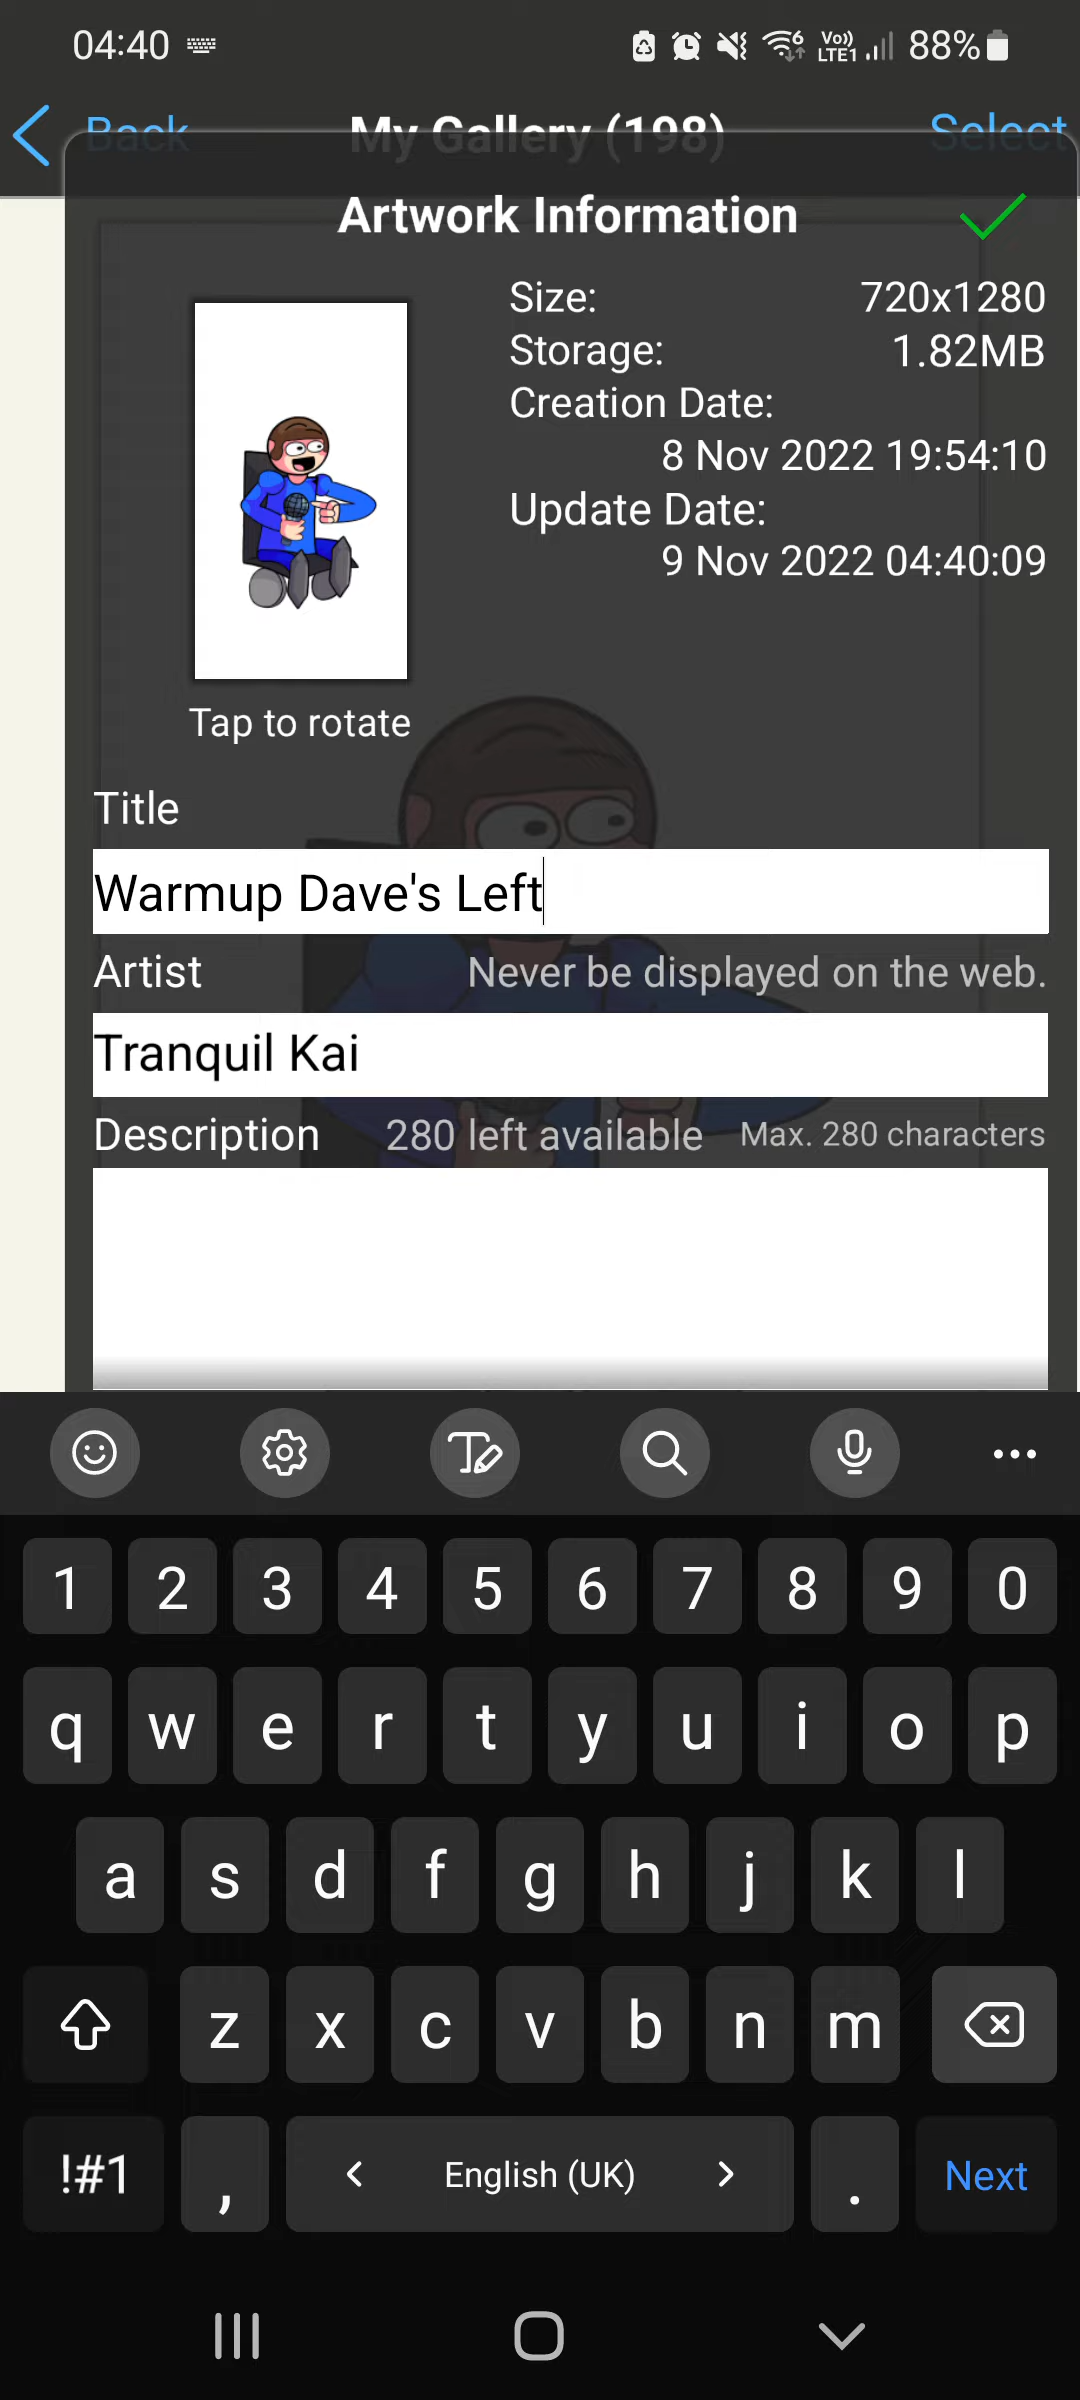 04:40 6 Vo)) LTE1 88%
Back My Gallery (198) Select
Artwork Information
Size: 720x1280
Storage: 1.82MB
Creation Date:
8 Nov 2022 19:54:10
Update Date:
9 Nov 2022 04:40:09
Tap to rotate
Title
Warmup Dave's Left
Artist Never be displayed on the web.
Tranquil Kai
Description 280 left available Max. 280 characters
1 2 3 4 5 6 7 8 9 0
q w e r t y u i o p
a s d f g h j k l
z x c v b n m
!#1 , English (UK) . Next